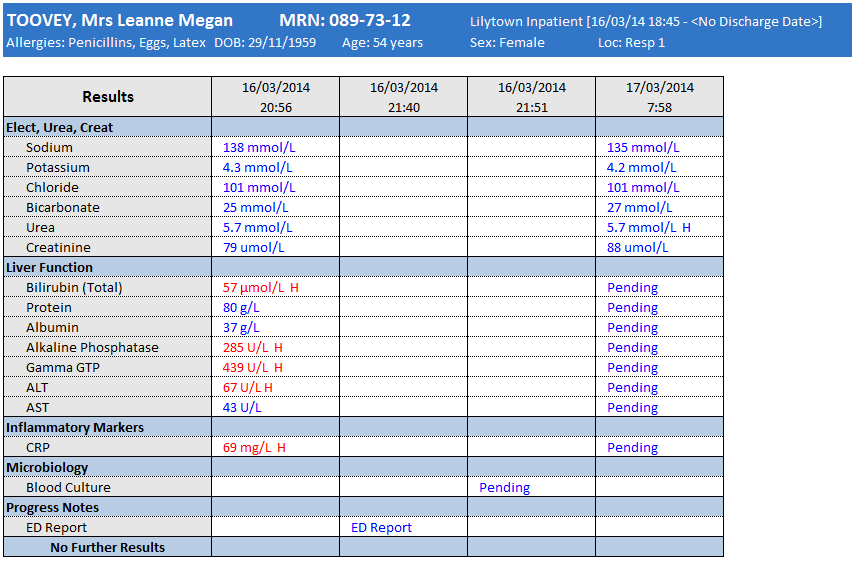 TOOVEY, Mrs Leanne Megan MRN: 089-73-12 Lilytown Inpatient [16/03/14 18:45 - <No Discharge Date>]
Allergies: Penicillins, Eggs, Latex DOB: 29/11/1959 Age: 54 years Sex: Female Loc: Resp 1
Results 16/03/2014 20:56 16/03/2014 21:40 16/03/2014 21:51 17/03/2014 7:58
Elect, Urea, Creat
Sodium 138 mmol/L 135 mmol/L
Potassium 4.3 mmol/L 4.2 mmol/L
Chloride 101 mmol/L 101 mmol/L
Bicarbonate 25 mmol/L 27 mmol/L
Urea 5.7 mmol/L 5.7 mmol/L H
Creatinine 79 umol/L 88 umol/L
Liver Function
Bilirubin (Total) 57 µmol/L H Pending
Protein 80 g/L Pending
Albumin 37 g/L Pending
Alkaline Phosphatase 285 U/L H Pending
Gamma GTP 439 U/L H Pending
ALT 67 U/L H Pending
AST 43 U/L Pending
Inflammatory Markers
CRP 69 mg/L H Pending
Microbiology
Blood Culture Pending
Progress Notes
ED Report ED Report
No Further Results